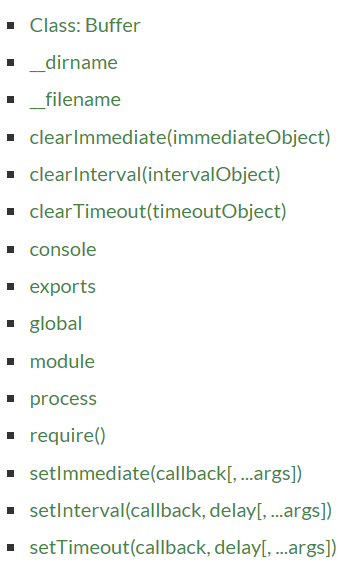 Class: Buffer
__dirname
__filename
clearImmediate(immediateObject)
clearInterval(intervalObject)
clearTimeout(timeoutObject)
console
exports
global
module
process
require()
setImmediate(callback[, ...args])
setInterval(callback, delay[, ...args])
setTimeout(callback, delay[, ...args])